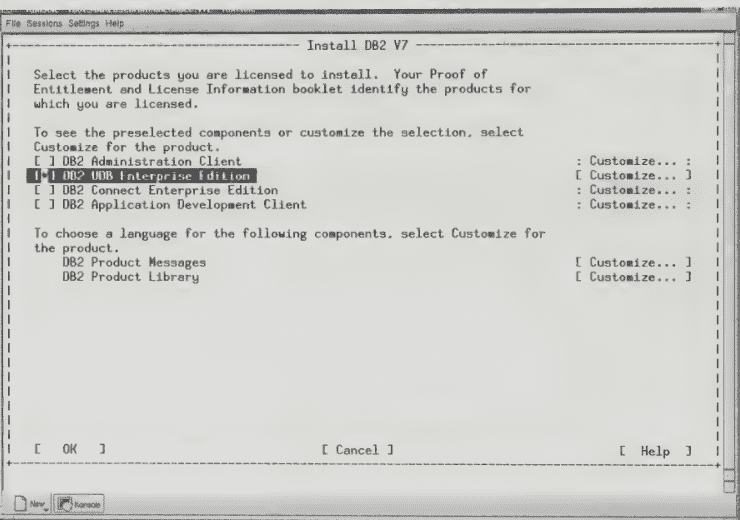 File Sessions Settings Help
Install DB2 V7
Select the products you are licensed to install. Your Proof of
Entitlement and License Information booklet identify the products for
which you are licensed.
To see the preselected components or customize the selection, select
Customize for the product.
[ ] DB2 Administration Client : Customize... :
[*] DB2 UDB Enterprise Edition [ Customize... ]
[ ] DB2 Connect Enterprise Edition : Customize... :
[ ] DB2 Application Development Client : Customize... :
To choose a language for the following components, select Customize for
the product.
DB2 Product Messages [ Customize... ]
DB2 Product Library [ Customize... ]
[ OK ] [ Cancel ] [ Help ]
New Konsole